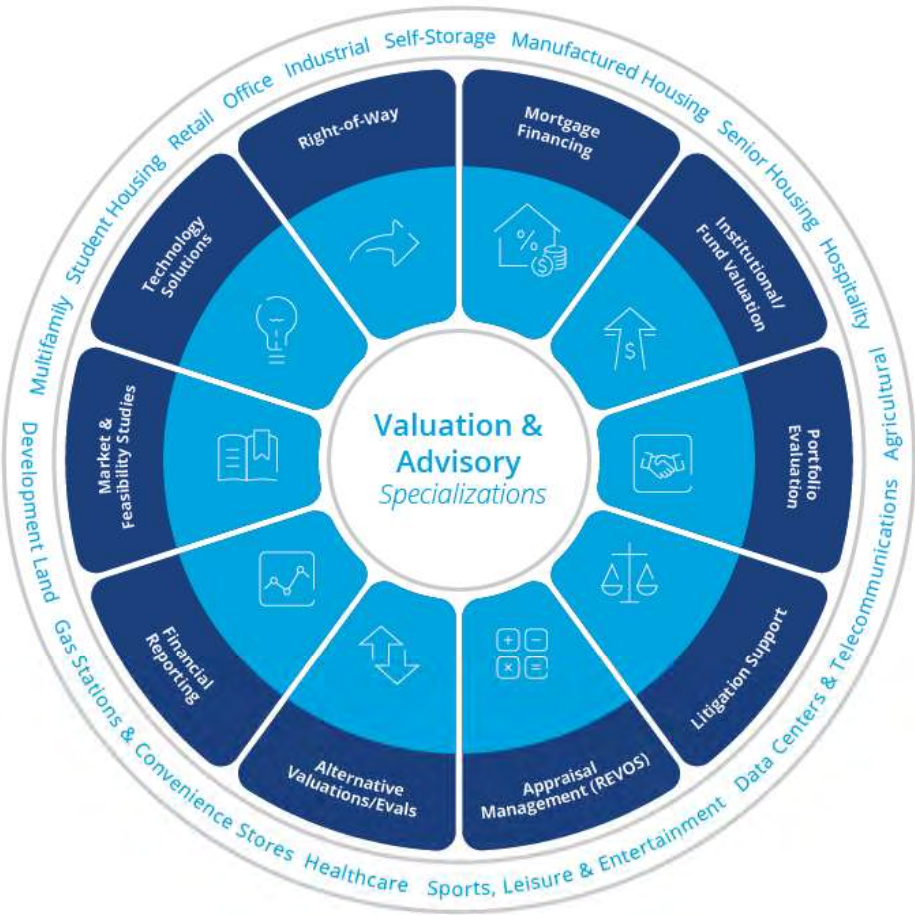 Valuation &
Advisory
Specializations
Mortgage
Financing
Institutional/
Fund Valuation
Portfolio
Evaluation
Litigation Support
Appraisal
Management (REVOS)
Alternative
Valuations/Evals
Financial
Reporting
Market &
Feasibility Studies
Technology
Solutions
Right-of-Way
Multifamily
Student Housing
Retail
Office
Industrial
Self-Storage
Manufactured Housing
Senior Housing
Hospitality
Agricultural
Data Centers & Telecommunications
Sports, Leisure & Entertainment
Healthcare
Gas Stations & Convenience Stores
Development Land
%
$
$
+ −
× =